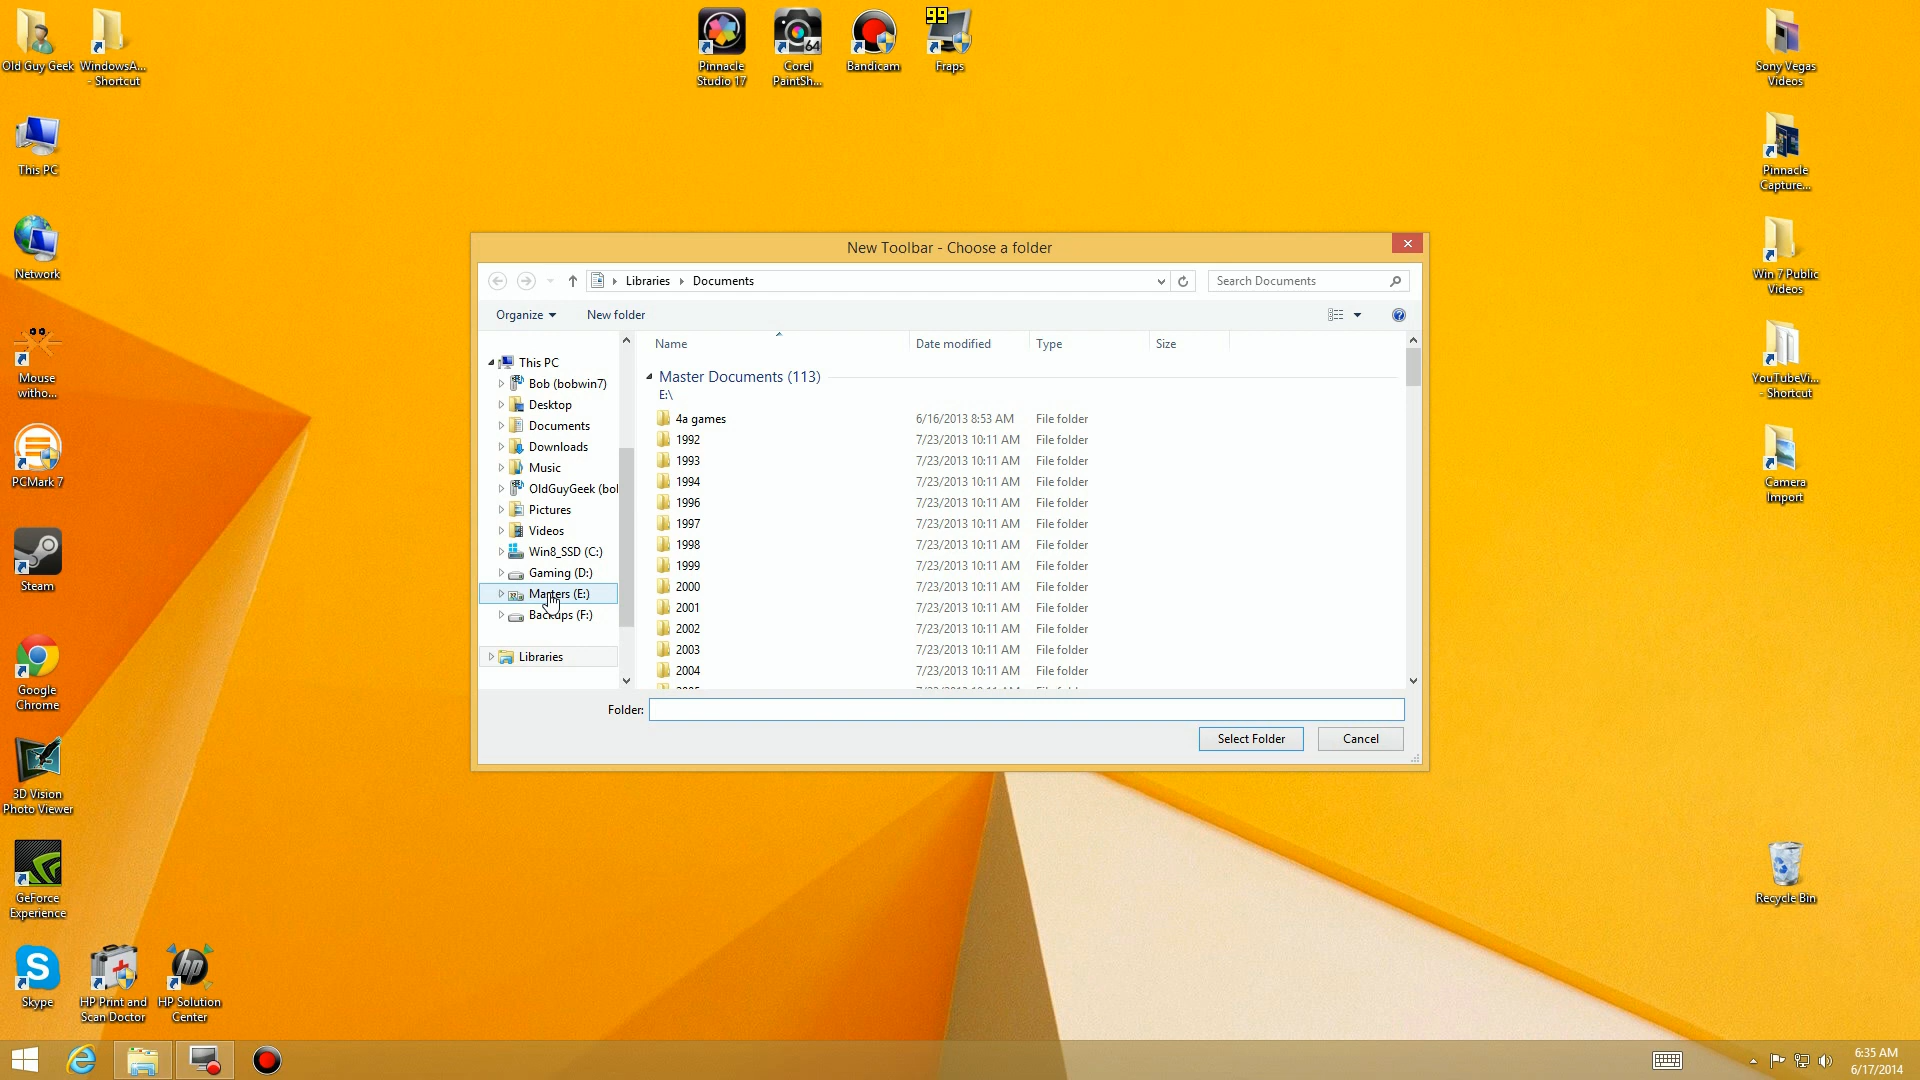 Old Guy Geek
WindowsA...
- Shortcut
Pinnacle
Studio 17
64
Corel
PaintSh...
Bandicam
99
Fraps
Sony Vegas
Videos
This PC
Pinnacle
Capture...
Network
Win 7 Public
Videos
Mouse
witho...
YouTubeVi...
- Shortcut
PCMark 7
Camera
Import
Steam
Google
Chrome
3D Vision
Photo Viewer
GeForce
Experience
Recycle Bin
S
Skype
HP Print and
Scan Doctor
hp
HP Solution
Center
New Toolbar - Choose a folder
Libraries
Documents
Search Documents
Organize
New folder
This PC
Bob (bobwin7)
Desktop
Documents
Downloads
Music
OldGuyGeek (bol
Pictures
Videos
Win8_SSD (C:)
Gaming (D:)
Masters (E:)
Backups (F:)
Libraries
Name Date modified Type Size
Master Documents (113)
E:\
4a games 6/16/2013 8:53 AM File folder
1992 7/23/2013 10:11 AM File folder
1993 7/23/2013 10:11 AM File folder
1994 7/23/2013 10:11 AM File folder
1996 7/23/2013 10:11 AM File folder
1997 7/23/2013 10:11 AM File folder
1998 7/23/2013 10:11 AM File folder
1999 7/23/2013 10:11 AM File folder
2000 7/23/2013 10:11 AM File folder
2001 7/23/2013 10:11 AM File folder
2002 7/23/2013 10:11 AM File folder
2003 7/23/2013 10:11 AM File folder
2004 7/23/2013 10:11 AM File folder
Folder:
Select Folder
Cancel
6:35 AM
6/17/2014